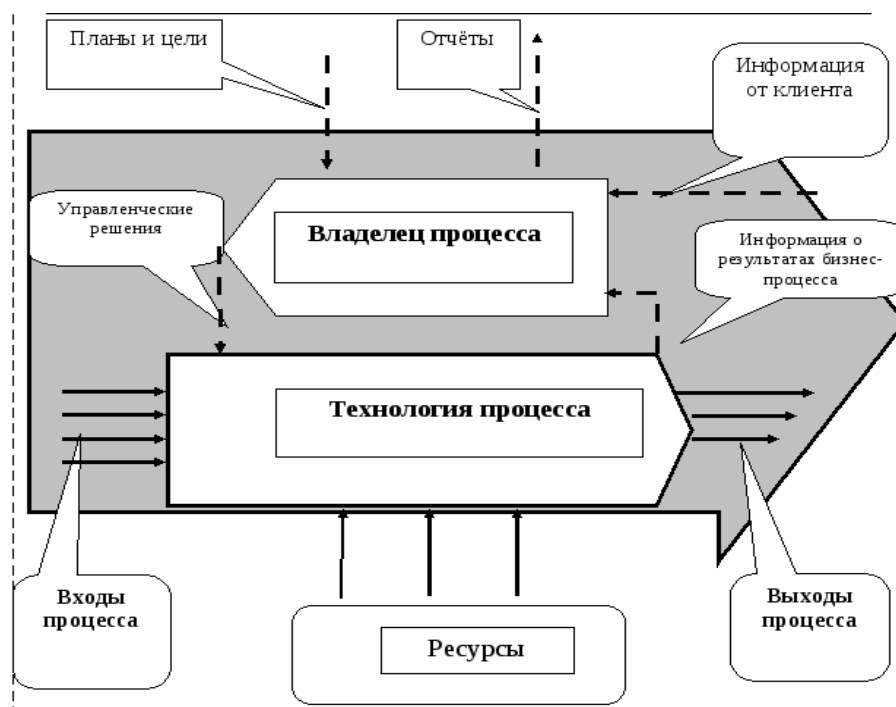 Планы и цели
Отчёты
Информация
от клиента
Управленческие
решения
Владелец процесса
Информация о
результатах бизнес-
процесса
Технология процесса
Входы
процесса
Ресурсы
Выходы
процесса